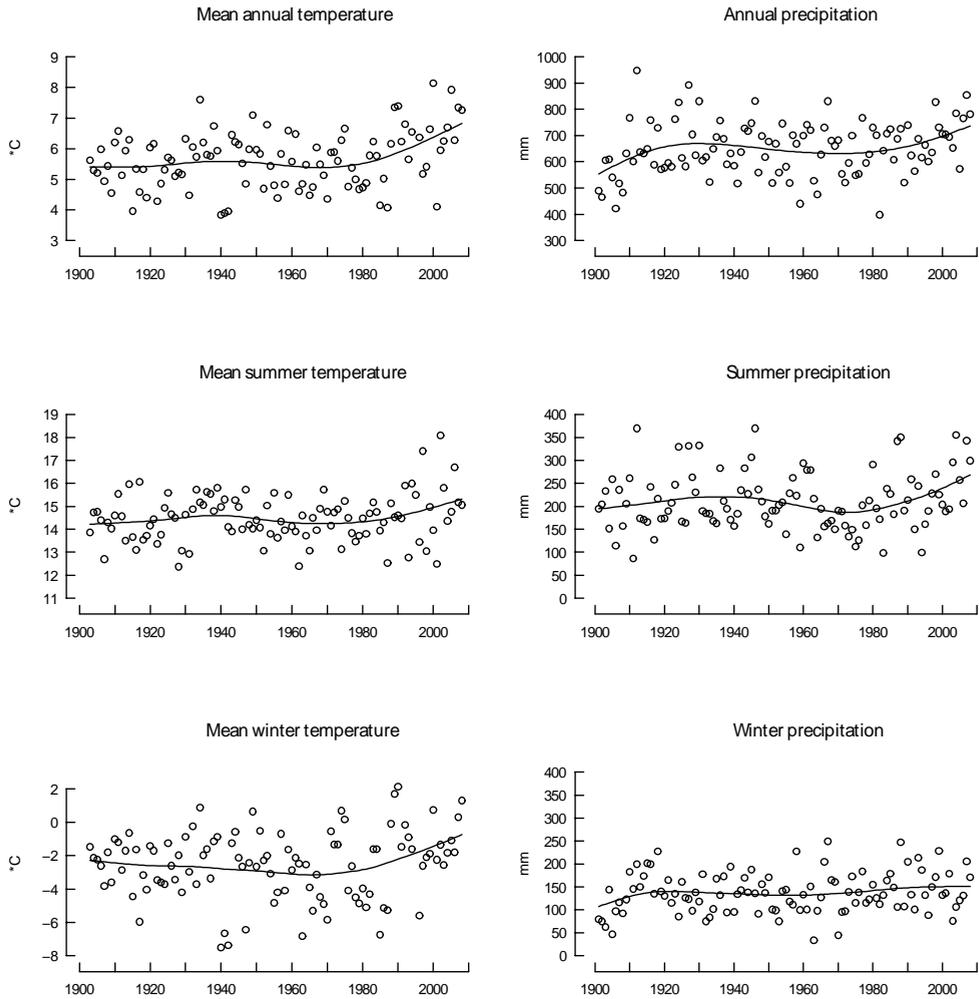 Mean annual temperature
9
8
7
6
5
4
3
*C
1900 1920 1940 1960 1980 2000
Annual precipitation
1000
900
800
700
600
500
400
300
mm
1900 1920 1940 1960 1980 2000
Mean summer temperature
19
18
17
16
15
14
13
12
11
*C
1900 1920 1940 1960 1980 2000
Summer precipitation
400
350
300
250
200
150
100
50
0
mm
1900 1920 1940 1960 1980 2000
Mean winter temperature
2
0
−2
−4
−6
−8
*C
1900 1920 1940 1960 1980 2000
Winter precipitation
400
350
300
250
200
150
100
50
0
mm
1900 1920 1940 1960 1980 2000